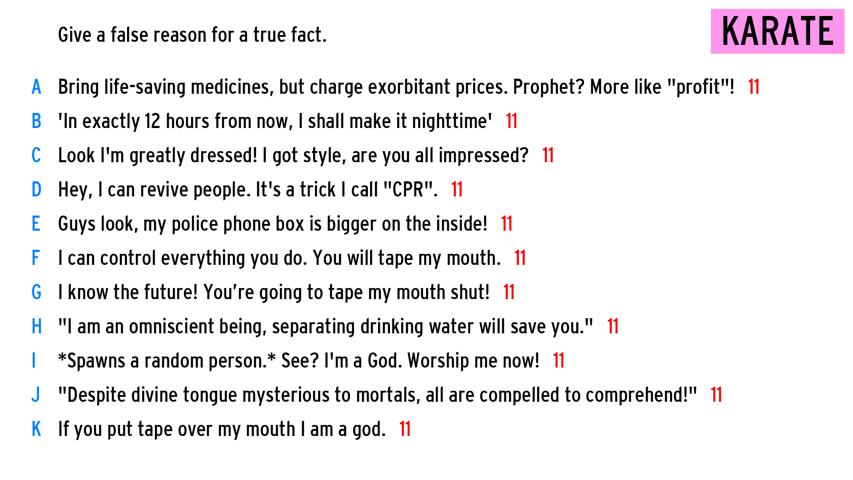 Give a false reason for a true fact.
KARATE
A Bring life-saving medicines, but charge exorbitant prices. Prophet? More like "profit"! 11
B 'In exactly 12 hours from now, I shall make it nighttime' 11
C Look I'm greatly dressed! I got style, are you all impressed? 11
D Hey, I can revive people. It's a trick I call "CPR". 11
E Guys look, my police phone box is bigger on the inside! 11
F I can control everything you do. You will tape my mouth. 11
G I know the future! You’re going to tape my mouth shut! 11
H "I am an omniscient being, separating drinking water will save you." 11
I *Spawns a random person.* See? I'm a God. Worship me now! 11
J "Despite divine tongue mysterious to mortals, all are compelled to comprehend!" 11
K If you put tape over my mouth I am a god. 11